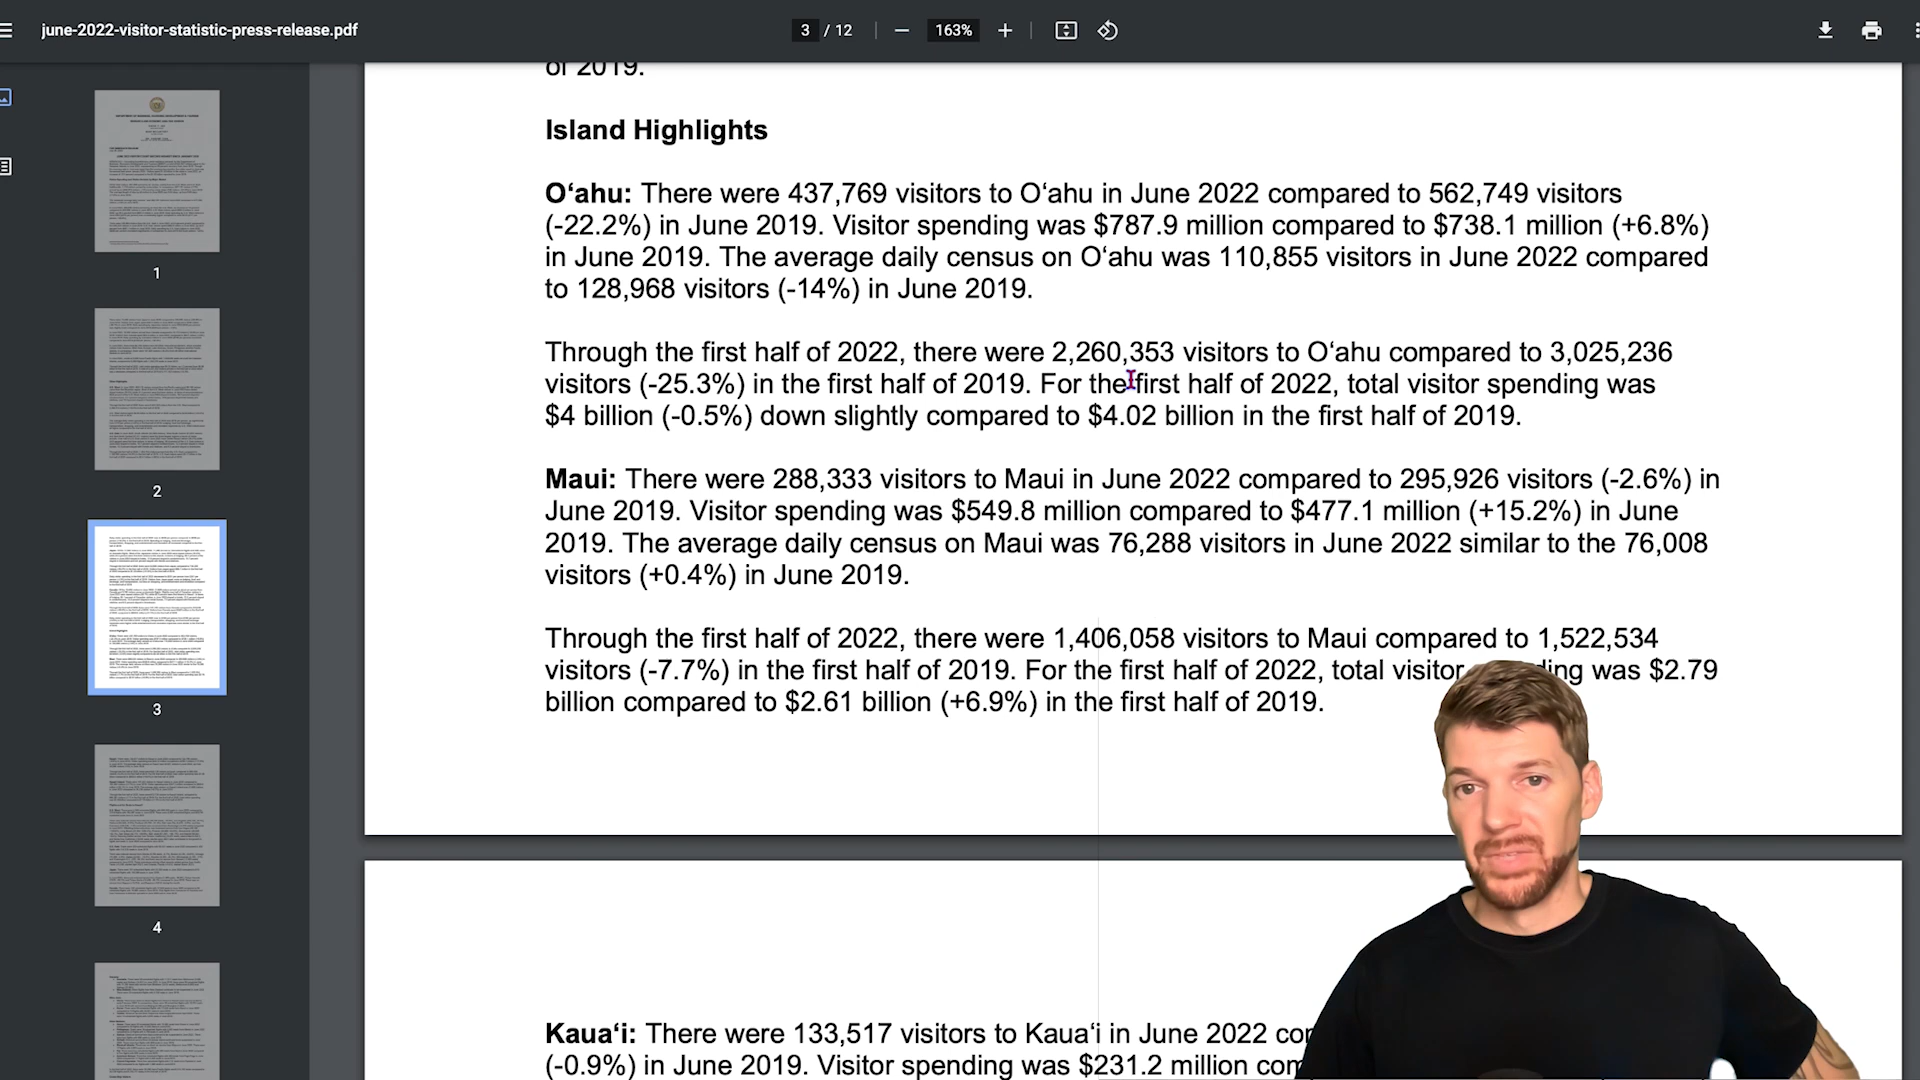 june-2022-visitor-statistic-press-release.pdf
3 / 12
163%
of 2019.
Island Highlights
Oʻahu: There were 437,769 visitors to Oʻahu in June 2022 compared to 562,749 visitors
(-22.2%) in June 2019. Visitor spending was $787.9 million compared to $738.1 million (+6.8%)
in June 2019. The average daily census on Oʻahu was 110,855 visitors in June 2022 compared
to 128,968 visitors (-14%) in June 2019.
Through the first half of 2022, there were 2,260,353 visitors to Oʻahu compared to 3,025,236
visitors (-25.3%) in the first half of 2019. For the first half of 2022, total visitor spending was
$4 billion (-0.5%) down slightly compared to $4.02 billion in the first half of 2019.
Maui: There were 288,333 visitors to Maui in June 2022 compared to 295,926 visitors (-2.6%) in
June 2019. Visitor spending was $549.8 million compared to $477.1 million (+15.2%) in June
2019. The average daily census on Maui was 76,288 visitors in June 2022 similar to the 76,008
visitors (+0.4%) in June 2019.
Through the first half of 2022, there were 1,406,058 visitors to Maui compared to 1,522,534
visitors (-7.7%) in the first half of 2019. For the first half of 2022, total visitor ding was $2.79
billion compared to $2.61 billion (+6.9%) in the first half of 2019.
Kauaʻi: There were 133,517 visitors to Kauaʻi in June 2022
(-0.9%) in June 2019. Visitor spending was $231.2 million
1
2
3
4